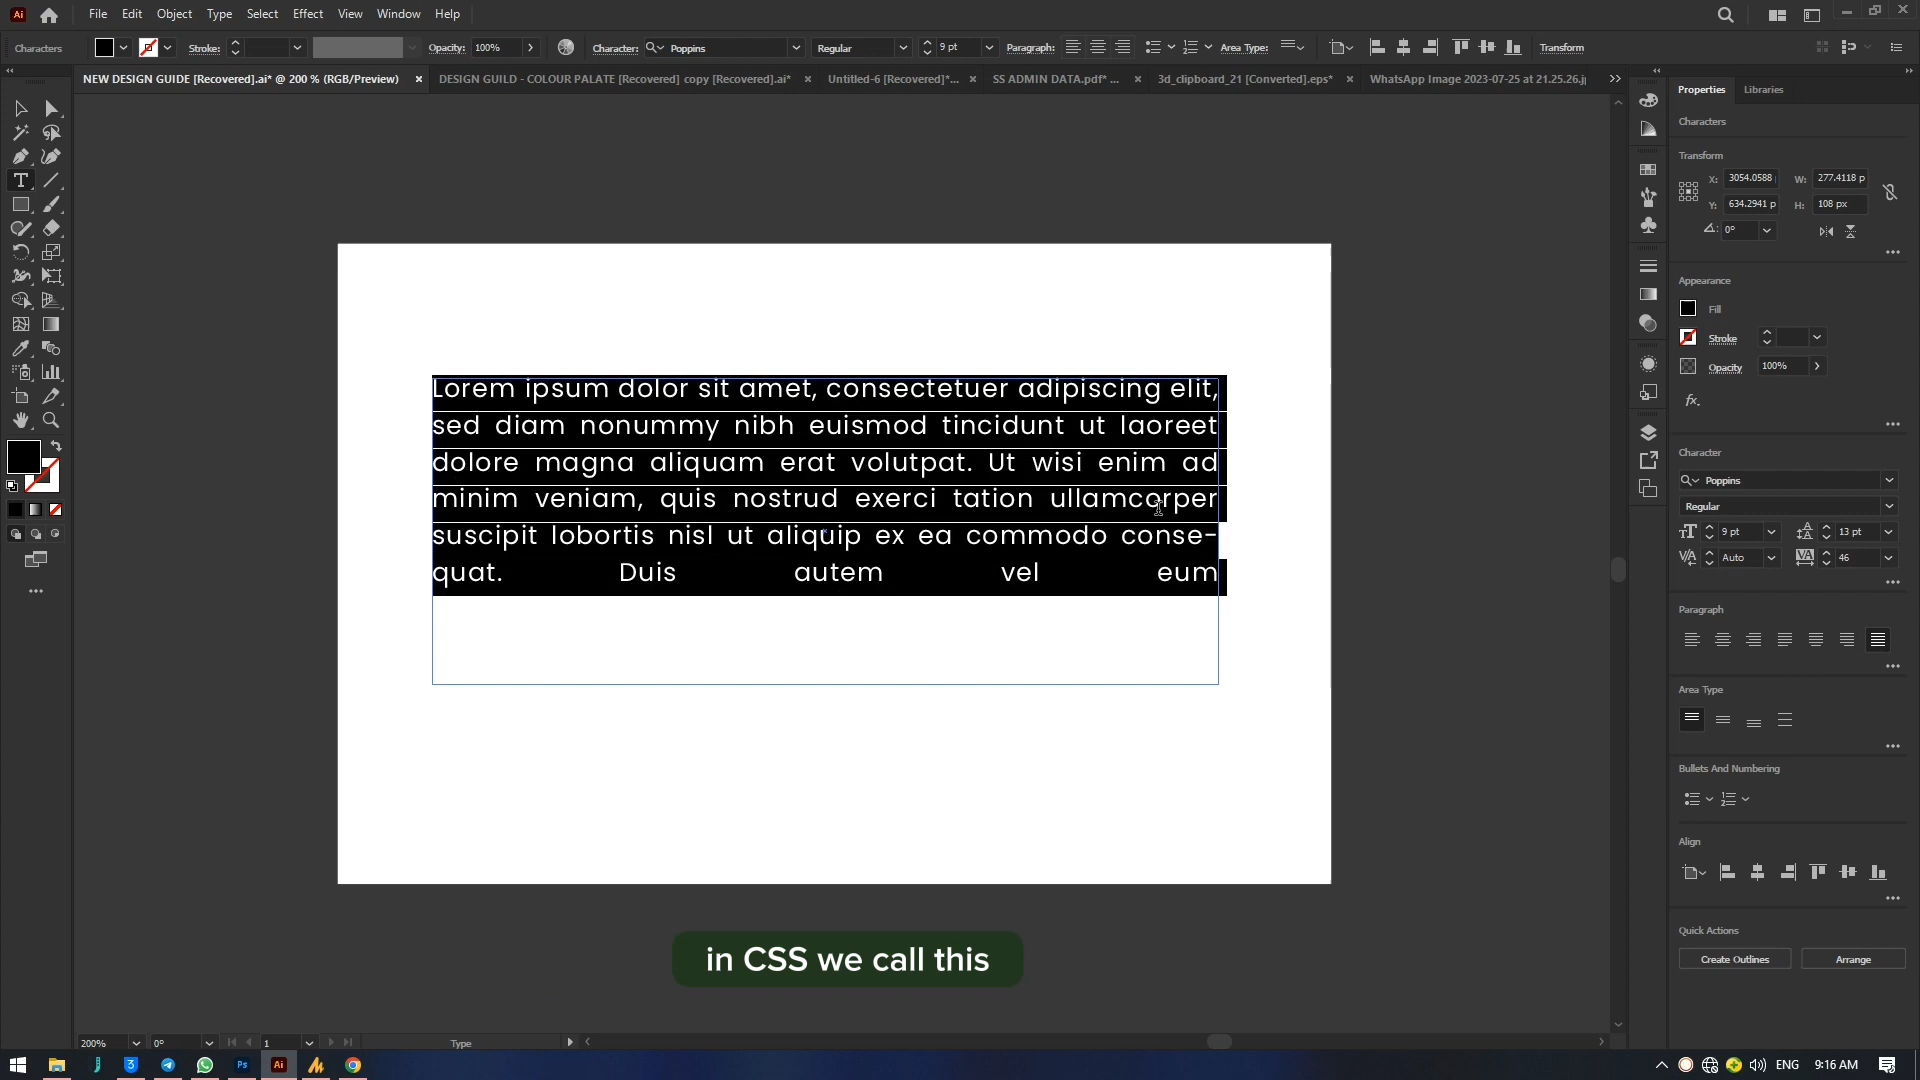 Ai File Edit Object Type Select Effect View Window Help
Characters Stroke: Opacity: 100% Character: Poppins Regular 9 pt Paragraph: Area Type: Transform
NEW DESIGN GUIDE [Recovered].ai* @ 200 % (RGB/Preview) × DESIGN GUILD - COLOUR PALATE [Recovered] copy [Recovered].ai* × Untitled-6 [Recovered]*... × SS ADMIN DATA.pdf* ... × 3d_clipboard_21 [Converted].eps* × WhatsApp Image 2023-07-25 at 21.25.26.j
Properties Libraries
Characters
Transform
X: 3054.0588 W: 277.4118 p
Y: 634.2941 p H: 108 px
0°
Appearance
Fill
Stroke
Opacity 100%
fx.
Character
Poppins
Regular
9 pt 13 pt
Auto 46
Paragraph
Area Type
Bullets And Numbering
Align
Quick Actions
Create Outlines Arrange
Lorem ipsum dolor sit amet, consectetuer adipiscing elit,
sed diam nonummy nibh euismod tincidunt ut laoreet
dolore magna aliquam erat volutpat. Ut wisi enim ad
minim veniam, quis nostrud exerci tation ullamcorper
suscipit lobortis nisl ut aliquip ex ea commodo conse-
quat. Duis autem vel eum
in CSS we call this
200% 0° 1 Type
Ps Ai ENG 9:16 AM